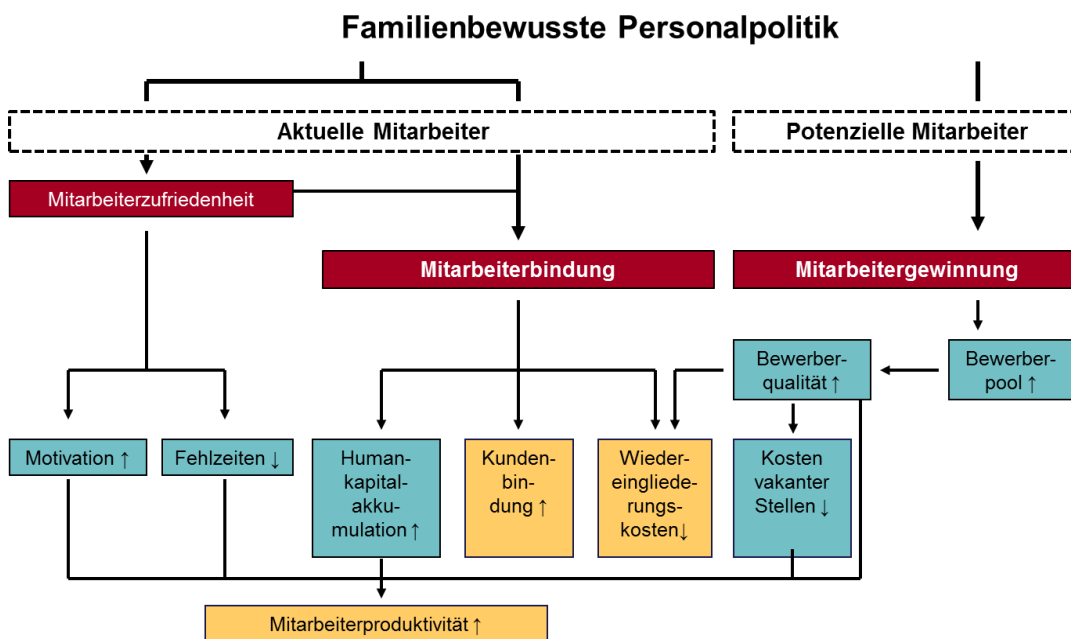 Familienbewusste Personalpolitik
Aktuelle Mitarbeiter
Potenzielle Mitarbeiter
Mitarbeiterzufriedenheit
Mitarbeiterbindung
Mitarbeitergewinnung
Bewerber-
qualität ↑
Bewerber-
pool ↑
Motivation ↑
Fehlzeiten ↓
Human-
kapital-
akku-
mulation ↑
Kunden-
bin-
dung ↑
Wieder-
eingliede-
rungs-
kosten↓
Kosten
vakanter
Stellen ↓
Mitarbeiterproduktivität ↑